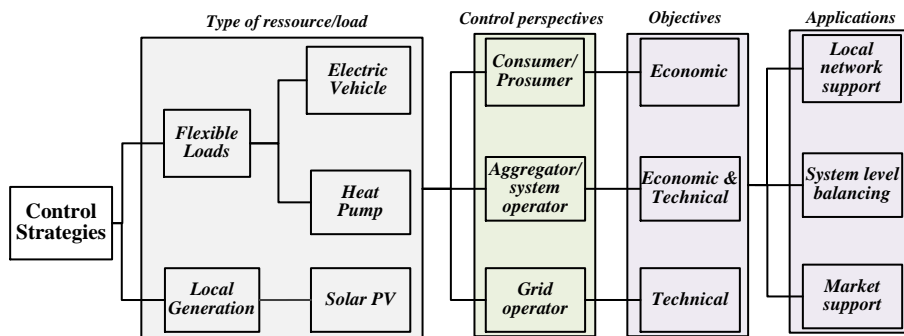 Type of ressource/load
Control perspectives
Objectives
Applications
Control
Strategies
Flexible
Loads
Local
Generation
Electric
Vehicle
Heat
Pump
Solar PV
Consumer/
Prosumer
Aggregator/
system
operator
Grid
operator
Economic
Economic &
Technical
Technical
Local
network
support
System level
balancing
Market
support